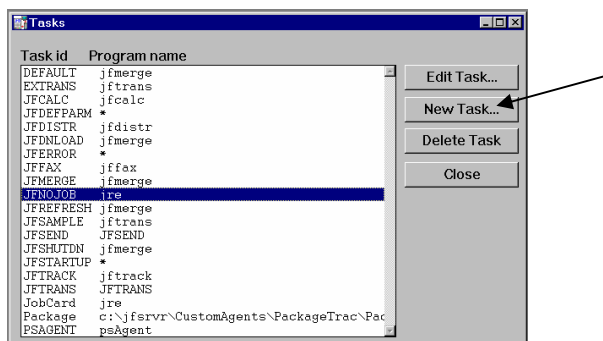 Tasks
Task id Program name
DEFAULT jfmerge
EXTRANS jftrans
JFCALC jfcalc
JFDEFPARM *
JFDISTR jfdistr
JFDNLOAD jfmerge
JFERROR *
JFFAX jffax
JFMERGE jfmerge
JFNOJOB jre
JFREFRESH jfmerge
JFSAMPLE jftrans
JFSEND JFSEND
JFSHUTDN jfmerge
JFSTARTUP *
JFTRACK jftrack
JFTRANS JFTRANS
JobCard jre
Package c:\jfsrvr\CustomAgents\PackageTrac\Pac
PSAGENT psAgent
Edit Task...
New Task...
Delete Task
Close